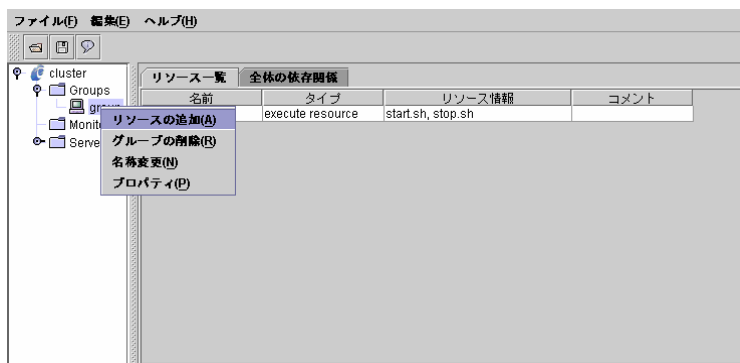 ファイル(F) 編集(E) ヘルプ(H)
cluster
Groups
リソース一覧 全体の依存関係
名前 タイプ リソース情報 コメント
execute resource start.sh, stop.sh
リソースの追加(A)
グループの削除(R)
名称変更(N)
プロパティ(P)